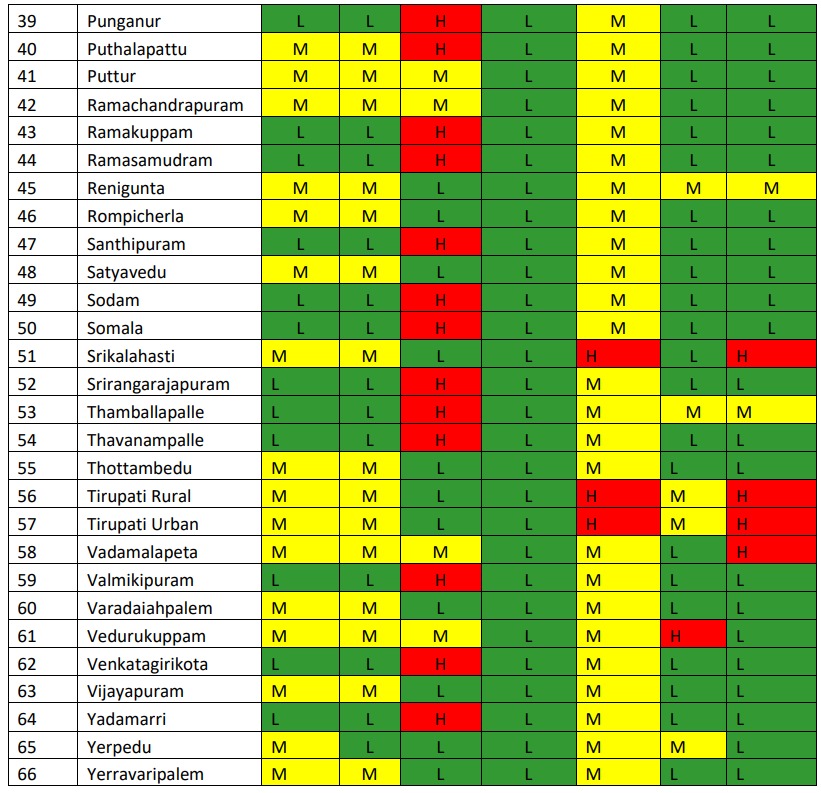 39 Punganur L L H L M L L
40 Puthalapattu M M H L M L L
41 Puttur M M M L M L L
42 Ramachandrapuram M M M L M L L
43 Ramakuppam L L H L M L L
44 Ramasamudram L L H L M L L
45 Renigunta M M L L M M M
46 Rompicherla M M L L M L L
47 Santhipuram L L H L M L L
48 Satyavedu M M L L M L L
49 Sodam L L H L M L L
50 Somala L L H L M L L
51 Srikalahasti M M L L H L H
52 Srirangarajapuram L L H L M L L
53 Thamballapalle L L H L M M M
54 Thavanampalle L L H L M L L
55 Thottambedu M M L L M L L
56 Tirupati Rural M M L L H M H
57 Tirupati Urban M M L L H M H
58 Vadamalapeta M M M L M L H
59 Valmikipuram L L H L M L L
60 Varadaiahpalem M M L L M L L
61 Vedurukuppam M M M L M H L
62 Venkatagirikota L L H L M L L
63 Vijayapuram M M L L M L L
64 Yadamarri L L H L M L L
65 Yerpedu M L L L M M L
66 Yerravaripalem M M L L M L L